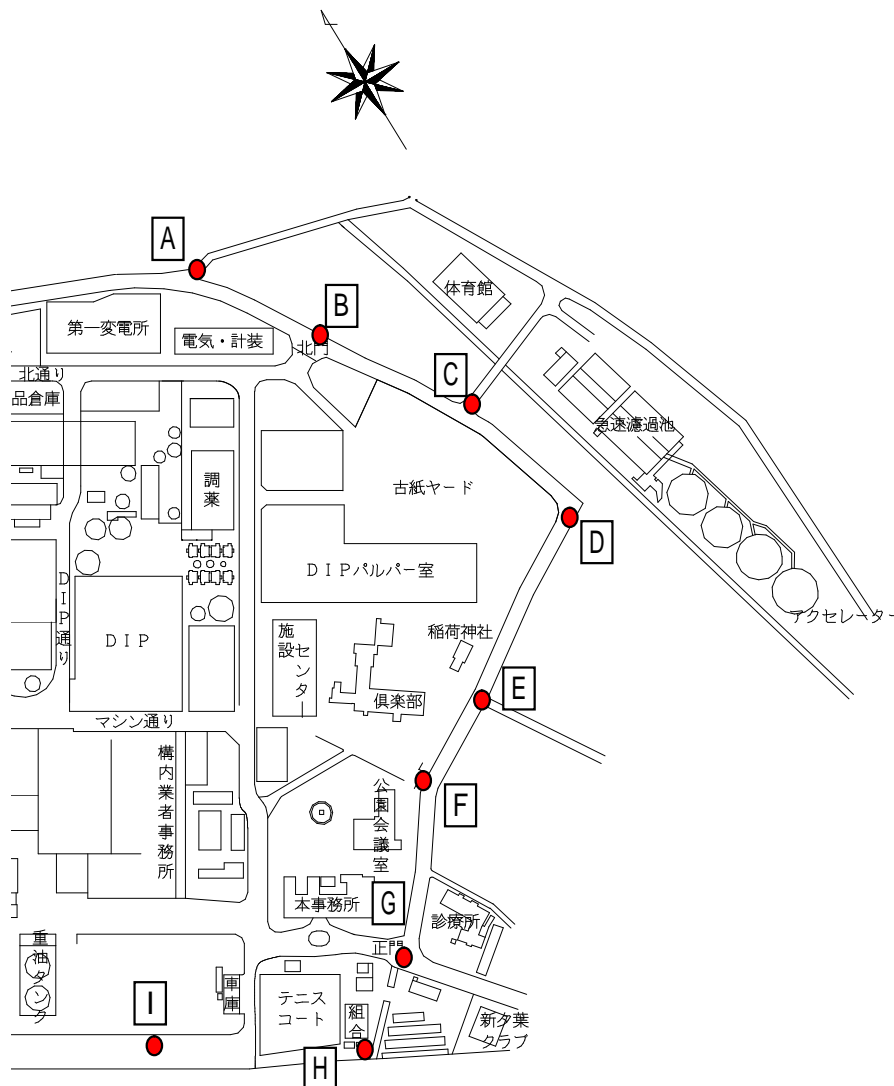 A
B
体育館
第一変電所
電気・計装
北門
北通り
C
品倉庫
急速濾過池
調薬
古紙ヤード
D
DIPパルパー室
DIP通り
DIP
アクセレーター
施設センター
稲荷神社
E
倶楽部
マシン通り
構内業者事務所
公園会議室
F
本事務所
G
診療所
正門
重油タンク
車庫
I
テニス
コート
組合
新夕葉
クラブ
H